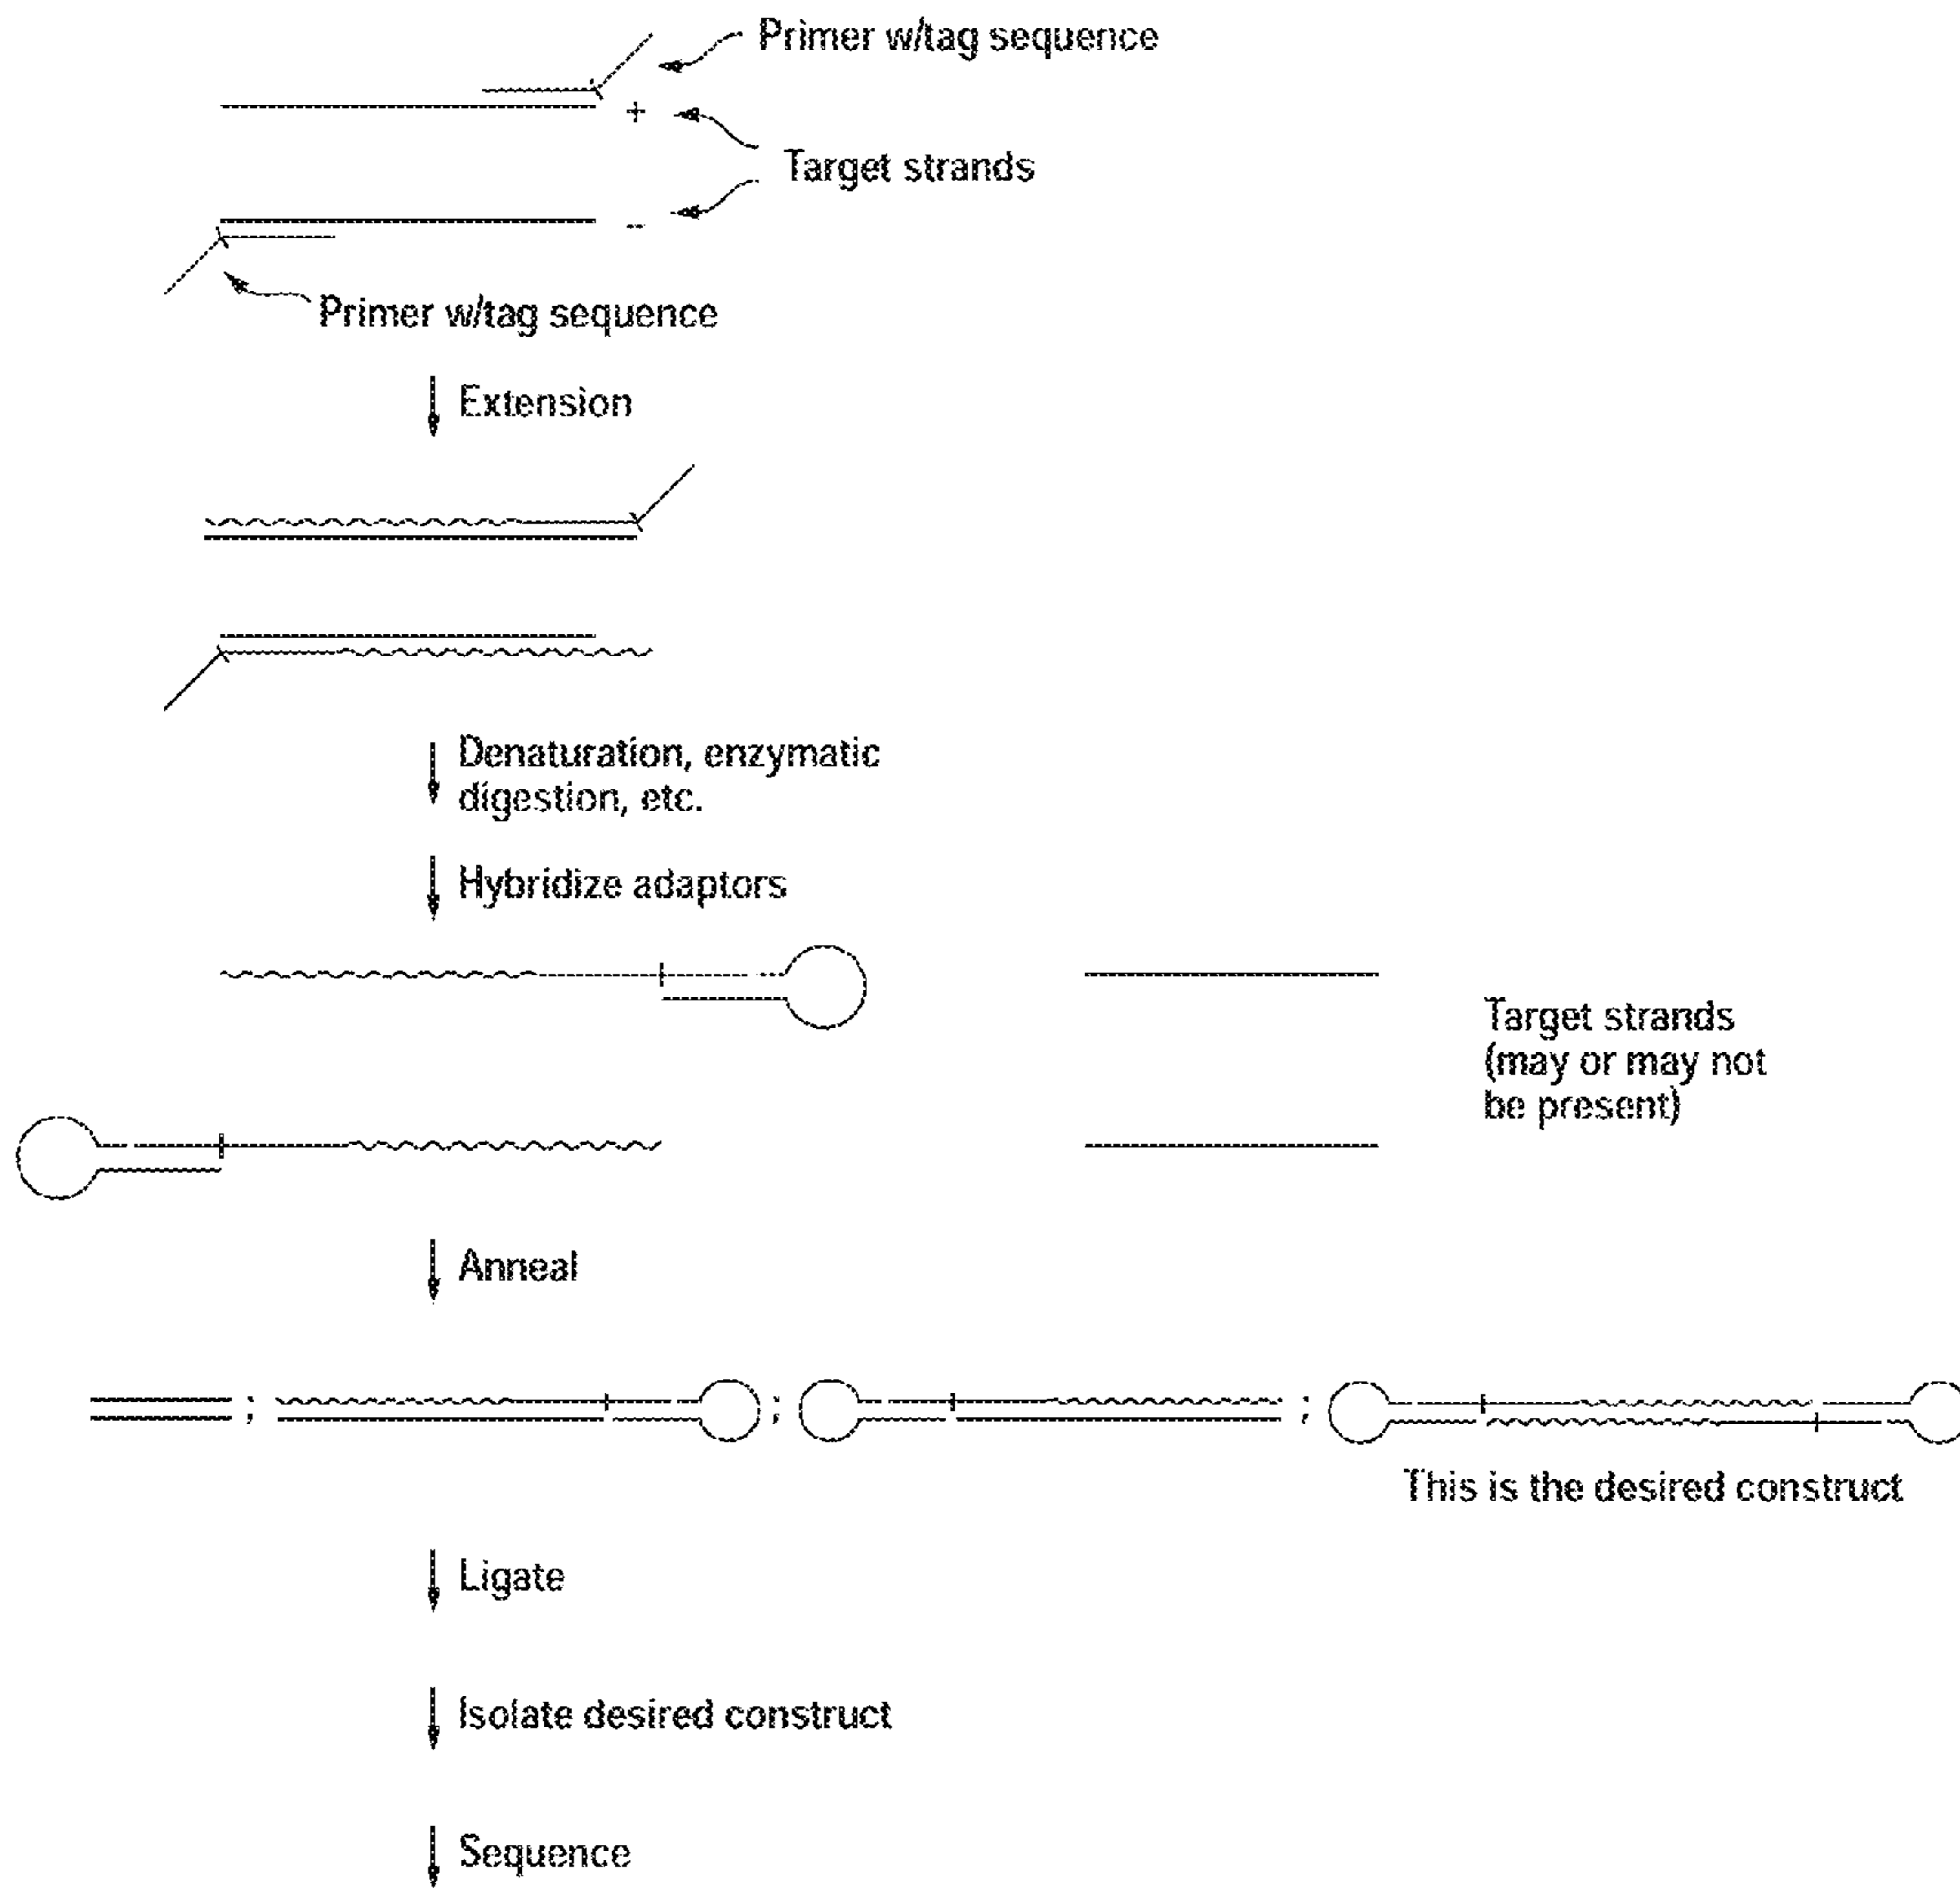 Primer w/tag sequence
+
Target strands
--
Primer w/tag sequence
Extension
Denaturation, enzymatic
digestion, etc.
Hybridize adaptors
Target strands
(may or may not
be present)
Anneal
; ; ;
This is the desired construct
Ligate
Isolate desired construct
Sequence